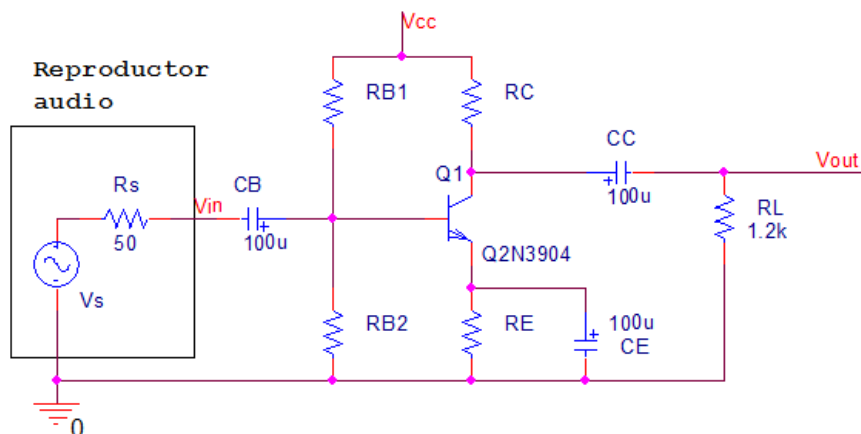 Vcc
Reproductor
audio
RB1
RC
CC
Vout
Q1
Rs
Vin
CB
100u
RL
1.2k
50
100u
Q2N3904
Vs
100u
RB2
RE
CE
0